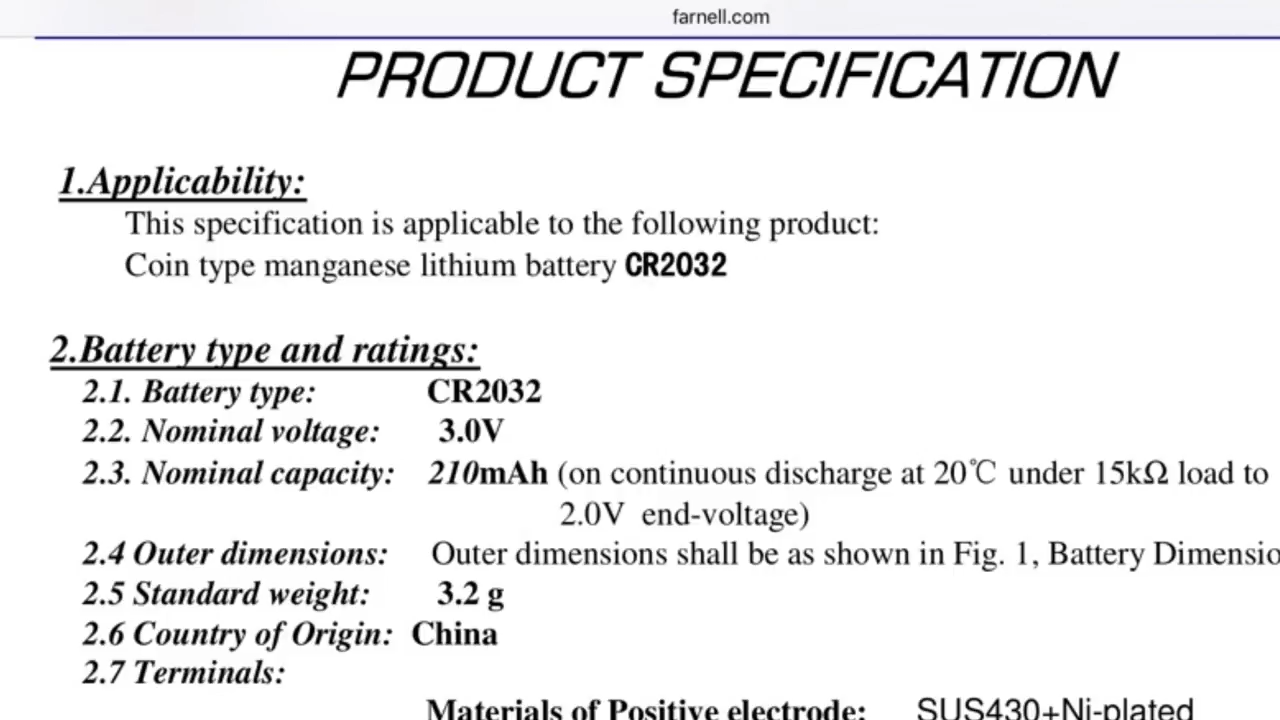 farnell.com
PRODUCT SPECIFICATION
1.Applicability:
This specification is applicable to the following product:
Coin type manganese lithium battery CR2032
2.Battery type and ratings:
2.1. Battery type: CR2032
2.2. Nominal voltage: 3.0V
2.3. Nominal capacity: 210mAh (on continuous discharge at 20℃ under 15kΩ load to
2.0V end-voltage)
2.4 Outer dimensions: Outer dimensions shall be as shown in Fig. 1, Battery Dimensio
2.5 Standard weight: 3.2 g
2.6 Country of Origin: China
2.7 Terminals:
Materials of Positive electrode: SUS430+Ni-plated